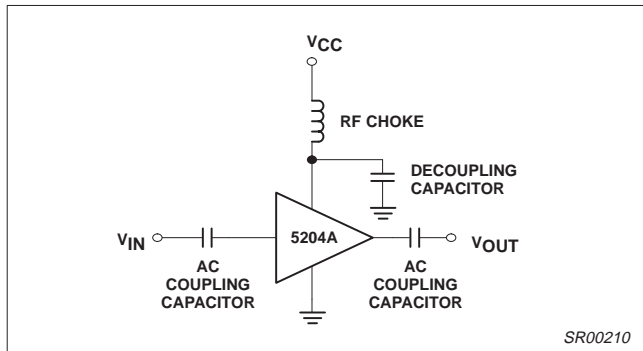 VCC
RF CHOKE
DECOUPLING
CAPACITOR
VIN
5204A
VOUT
AC
COUPLING
CAPACITOR
AC
COUPLING
CAPACITOR
SR00210